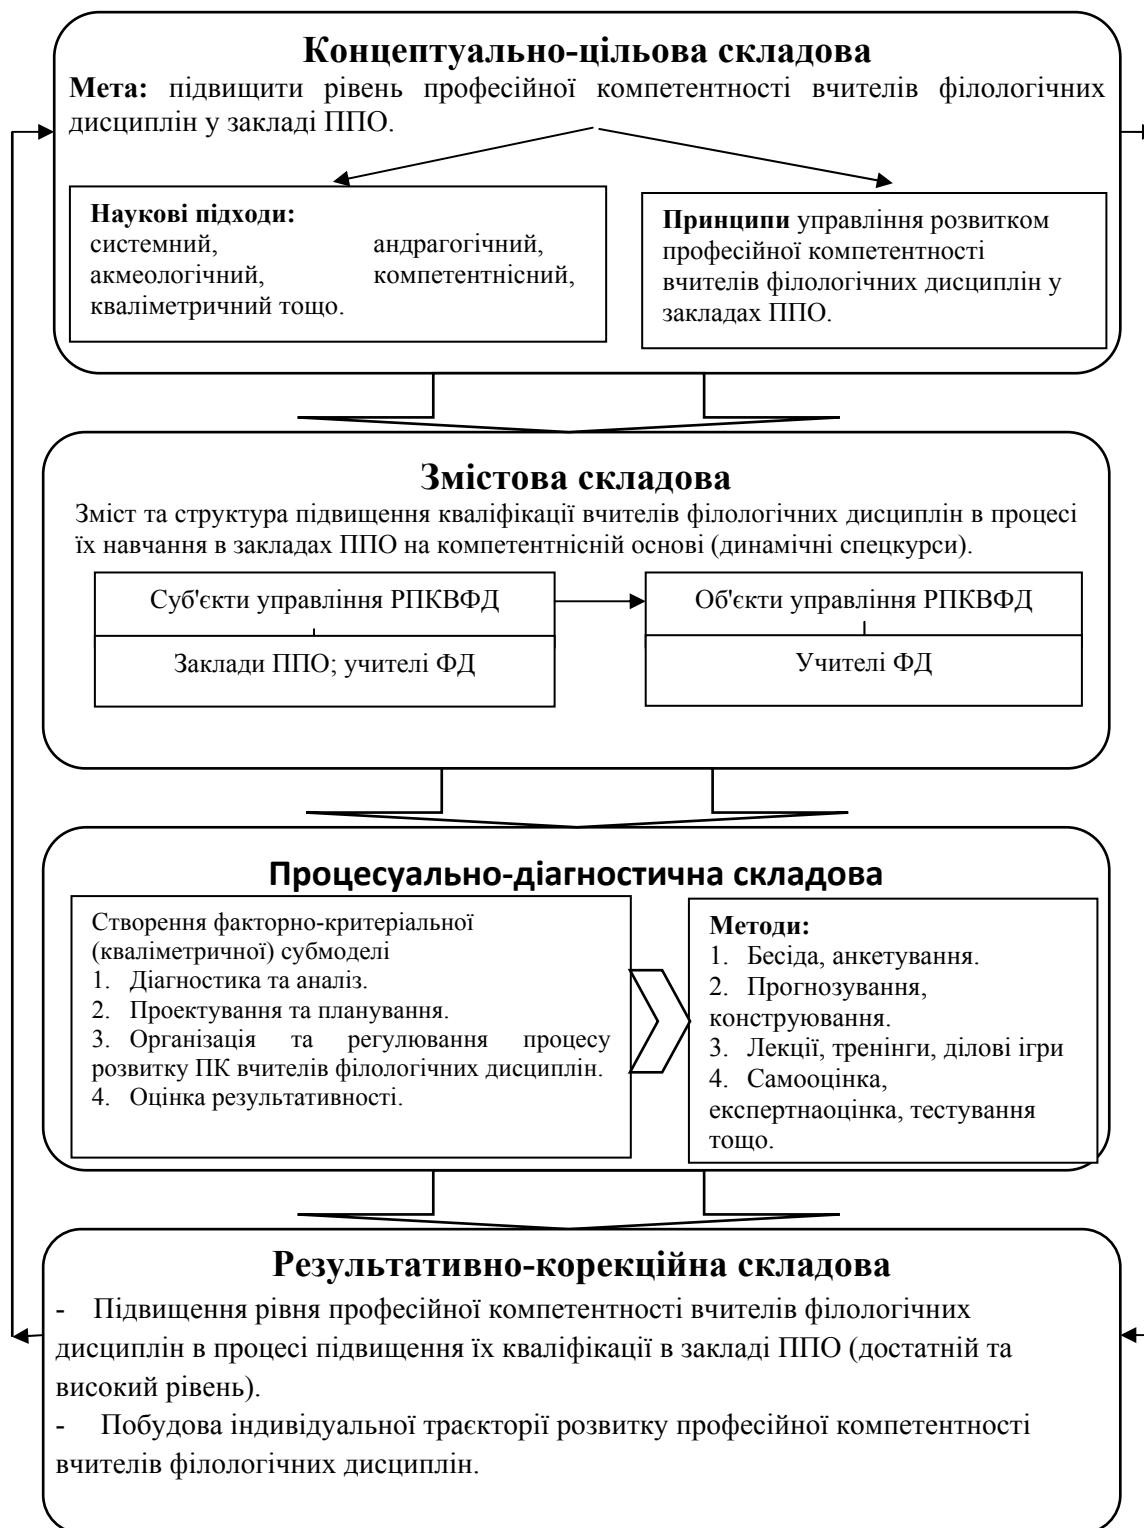 Концептуально-цільова складова
Мета: підвищити рівень професійної компетентності вчителів філологічних
дисциплін у закладі ППО.
Наукові підходи:
системний, андрагогічний,
акмеологічний, компетентнісний,
кваліметричний тощо.
Принципи управління розвитком
професійної компетентності
вчителів філологічних дисциплін у
закладах ППО.
Змістова складова
Зміст та структура підвищення кваліфікації вчителів філологічних дисциплін в процесі
їх навчання в закладах ППО на компетентнісній основі (динамічні спецкурси).
Суб'єкти управління РПКВФД
Заклади ППО; учителі ФД
Об'єкти управління РПКВФД
Учителі ФД
Процесуально-діагностична складова
Створення факторно-критеріальної
(кваліметричної) субмоделі
1. Діагностика та аналіз.
2. Проектування та планування.
3. Організація та регулювання процесу
розвитку ПК вчителів філологічних дисциплін.
4. Оцінка результативності.
Методи:
1. Бесіда, анкетування.
2. Прогнозування,
конструювання.
3. Лекції, тренінги, ділові ігри
4. Самооцінка,
експертнаоцінка, тестування
тощо.
Результативно-корекційна складова
- Підвищення рівня професійної компетентності вчителів філологічних
дисциплін в процесі підвищення їх кваліфікації в закладі ППО (достатній та
високий рівень).
- Побудова індивідуальної траєкторії розвитку професійної компетентності
вчителів філологічних дисциплін.